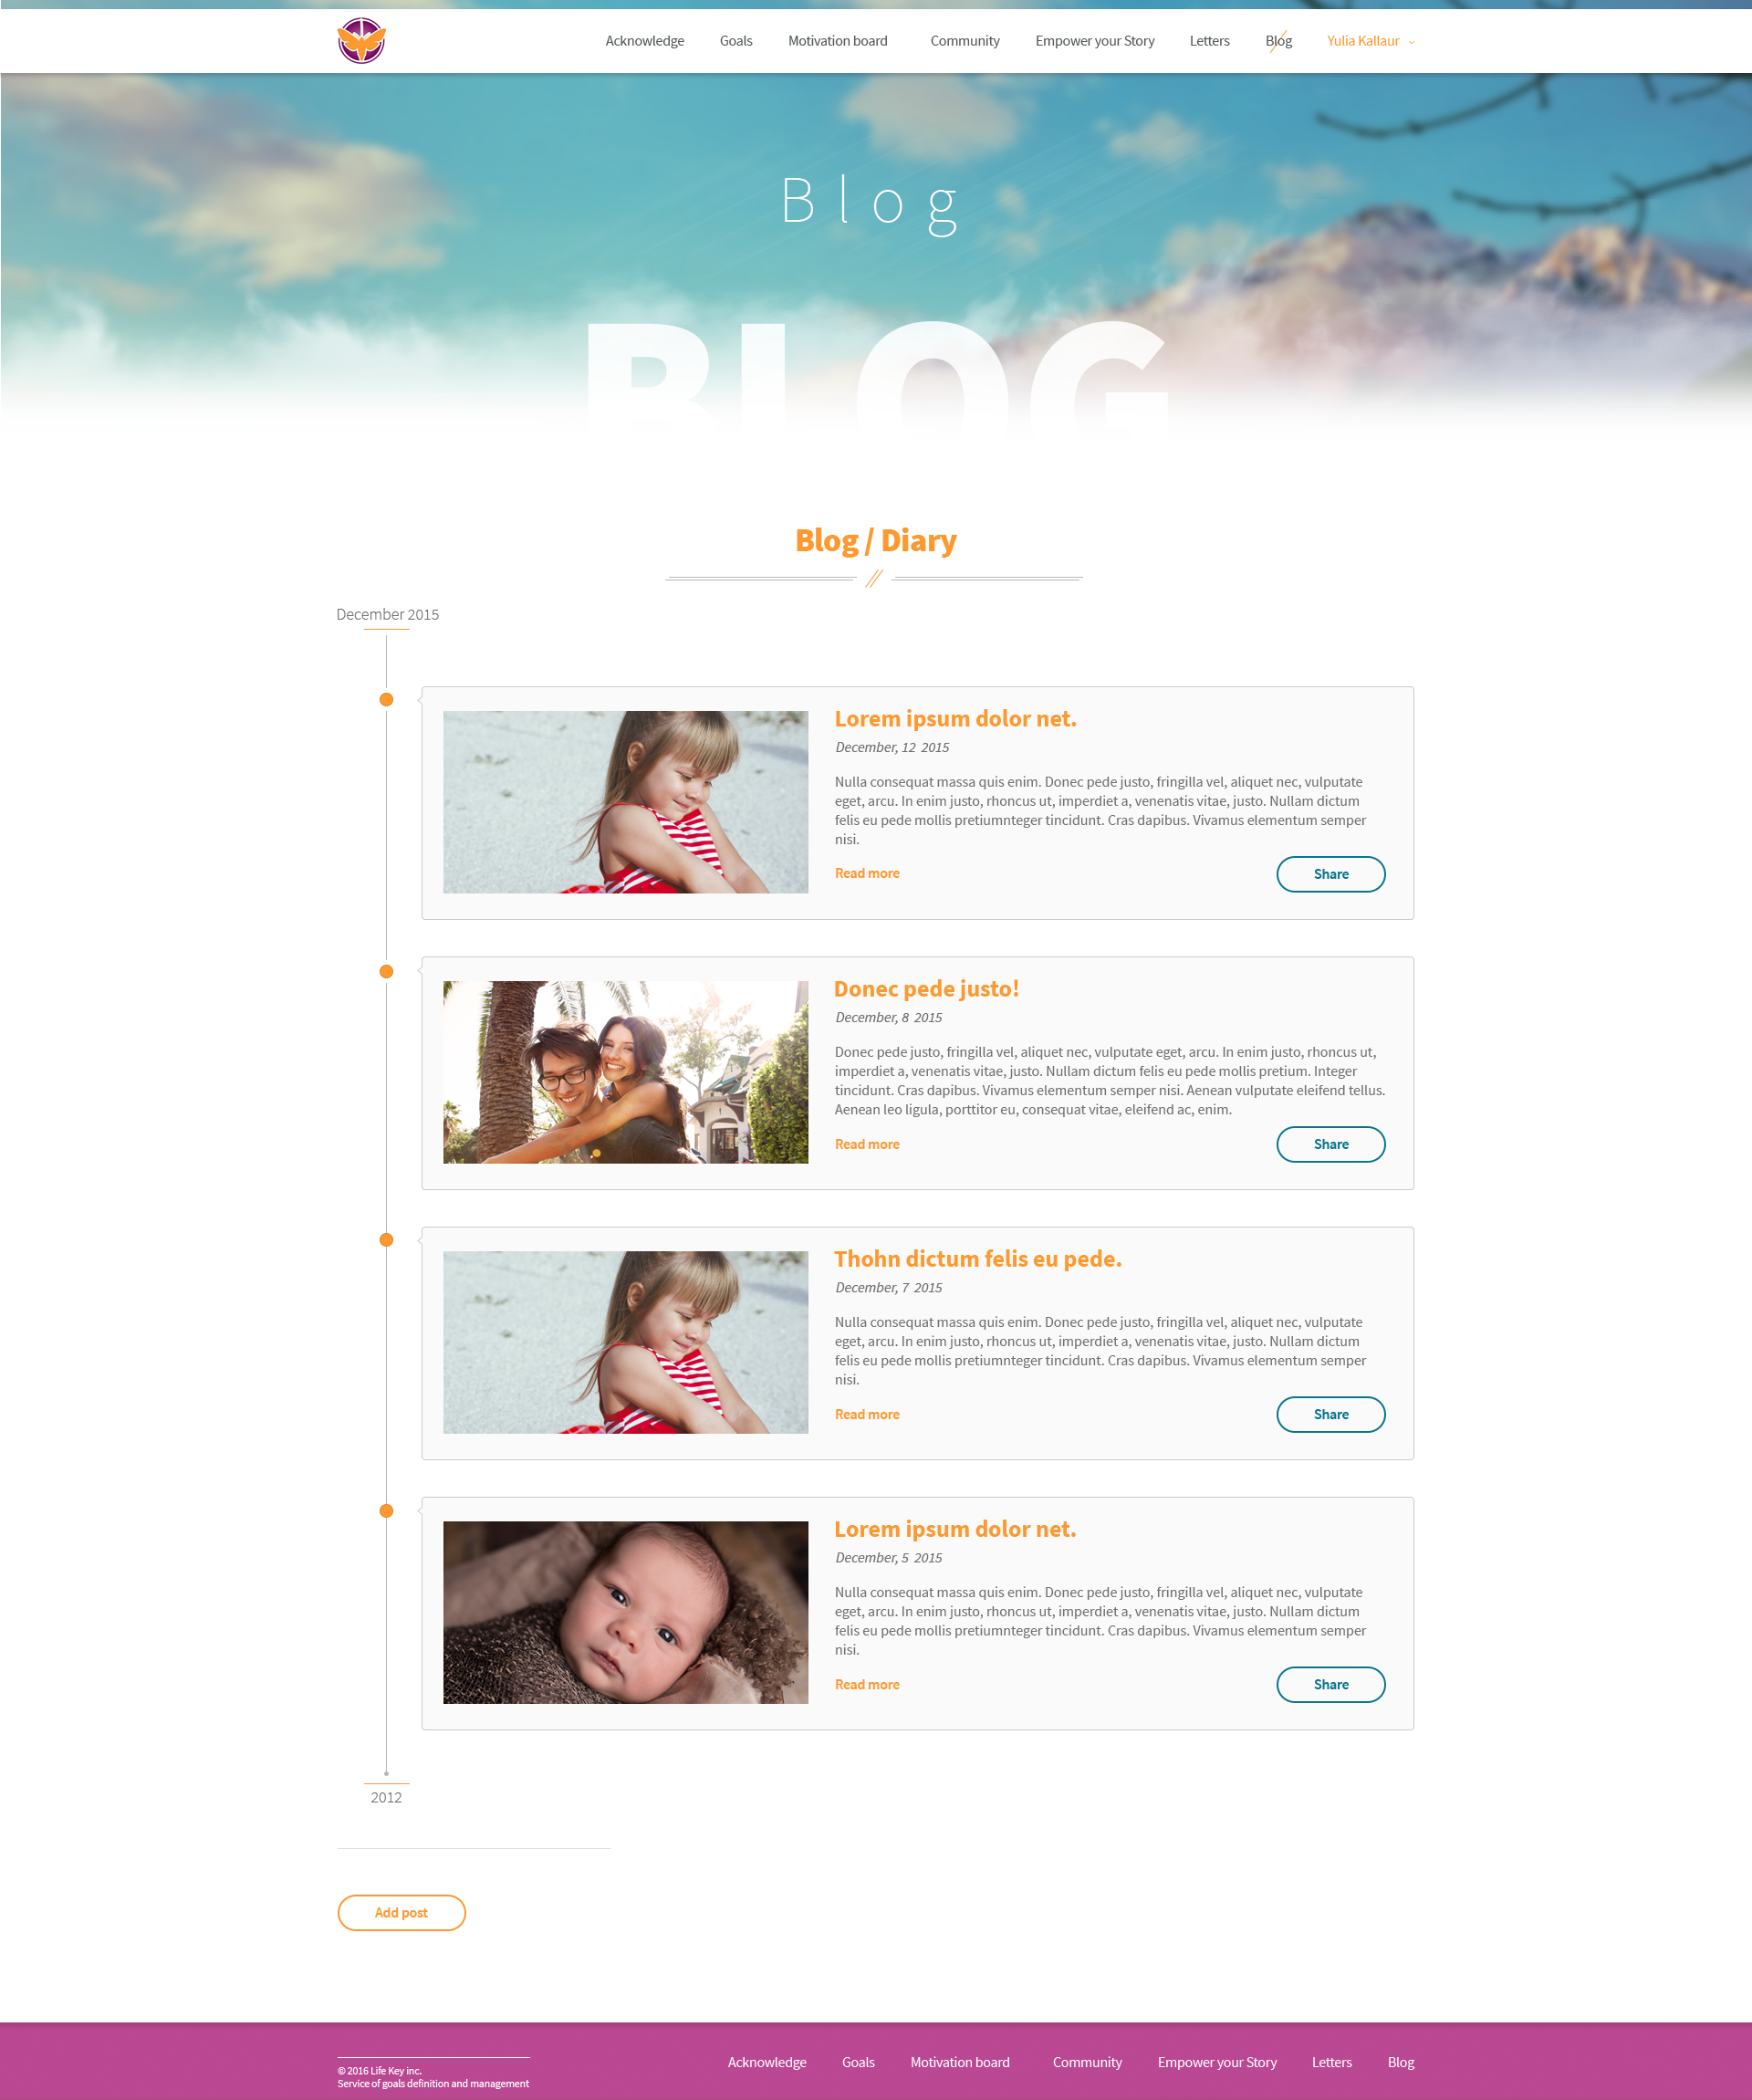 Acknowledge Goals Motivation board Community Empower your Story Letters Blog Yulia Kallaur
Blog
BLOG
Blog / Diary
December 2015
Lorem ipsum dolor net.
December, 12 2015
Nulla consequat massa quis enim. Donec pede justo, fringilla vel, aliquet nec, vulputate
eget, arcu. In enim justo, rhoncus ut, imperdiet a, venenatis vitae, justo. Nullam dictum
felis eu pede mollis pretiumnteger tincidunt. Cras dapibus. Vivamus elementum semper
nisi.
Read more Share
Donec pede justo!
December, 8 2015
Donec pede justo, fringilla vel, aliquet nec, vulputate eget, arcu. In enim justo, rhoncus ut,
imperdiet a, venenatis vitae, justo. Nullam dictum felis eu pede mollis pretium. Integer
tincidunt. Cras dapibus. Vivamus elementum semper nisi. Aenean vulputate eleifend tellus.
Aenean leo ligula, porttitor eu, consequat vitae, eleifend ac, enim.
Read more Share
Thohn dictum felis eu pede.
December, 7 2015
Nulla consequat massa quis enim. Donec pede justo, fringilla vel, aliquet nec, vulputate
eget, arcu. In enim justo, rhoncus ut, imperdiet a, venenatis vitae, justo. Nullam dictum
felis eu pede mollis pretiumnteger tincidunt. Cras dapibus. Vivamus elementum semper
nisi.
Read more Share
Lorem ipsum dolor net.
December, 5 2015
Nulla consequat massa quis enim. Donec pede justo, fringilla vel, aliquet nec, vulputate
eget, arcu. In enim justo, rhoncus ut, imperdiet a, venenatis vitae, justo. Nullam dictum
felis eu pede mollis pretiumnteger tincidunt. Cras dapibus. Vivamus elementum semper
nisi.
Read more Share
2012
Add post
Acknowledge Goals Motivation board Community Empower your Story Letters Blog
© 2016 Life Key inc.
Service of goals definition and management